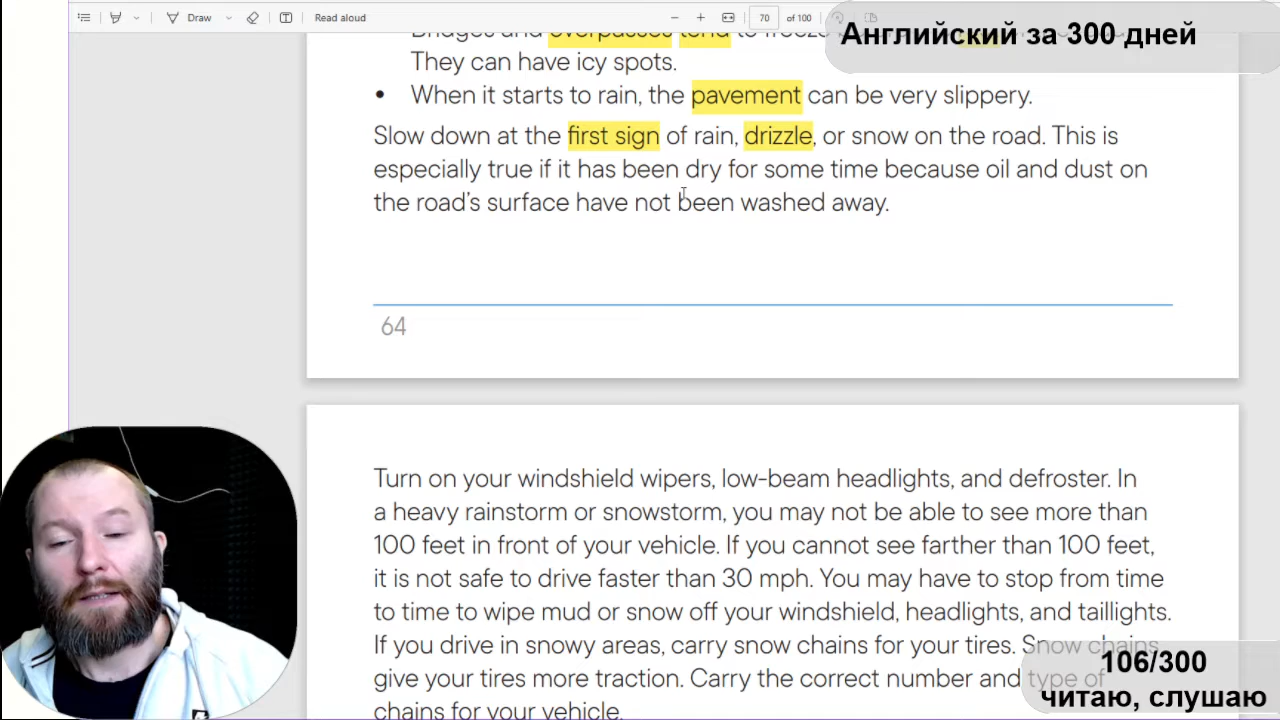 Draw
Read aloud
70 of 100
Английский за 300 дней
Bridges and overpasses tend to freeze
They can have icy spots.
• When it starts to rain, the pavement can be very slippery.
Slow down at the first sign of rain, drizzle, or snow on the road. This is
especially true if it has been dry for some time because oil and dust on
the road's surface have not been washed away.
64
Turn on your windshield wipers, low-beam headlights, and defroster. In
a heavy rainstorm or snowstorm, you may not be able to see more than
100 feet in front of your vehicle. If you cannot see farther than 100 feet,
it is not safe to drive faster than 30 mph. You may have to stop from time
to time to wipe mud or snow off your windshield, headlights, and taillights.
If you drive in snowy areas, carry snow chains for your tires. Snow chains
give your tires more traction. Carry the correct number and type of
chains for your vehicle.
106/300
читаю, слушаю